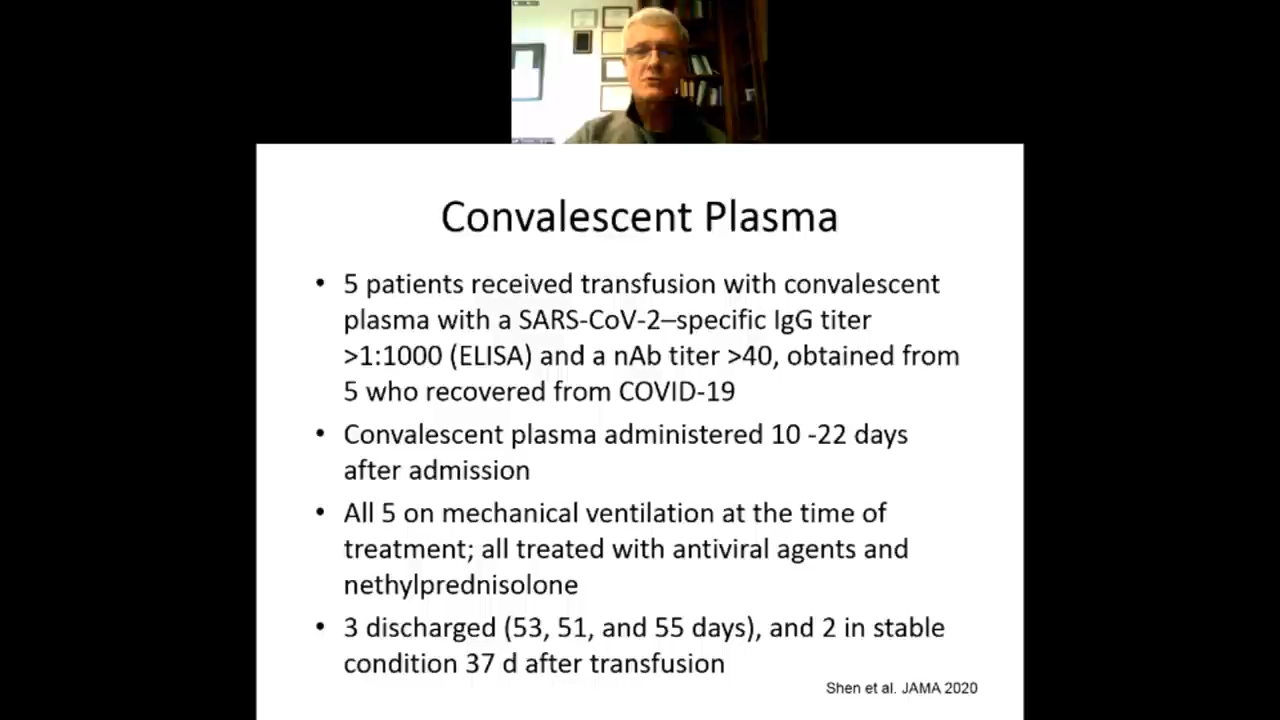 Convalescent Plasma
• 5 patients received transfusion with convalescent
plasma with a SARS-CoV-2–specific IgG titer
>1:1000 (ELISA) and a nAb titer >40, obtained from
5 who recovered from COVID-19
• Convalescent plasma administered 10 -22 days
after admission
• All 5 on mechanical ventilation at the time of
treatment; all treated with antiviral agents and
nethylprednisolone
• 3 discharged (53, 51, and 55 days), and 2 in stable
condition 37 d after transfusion
Shen et al. JAMA 2020